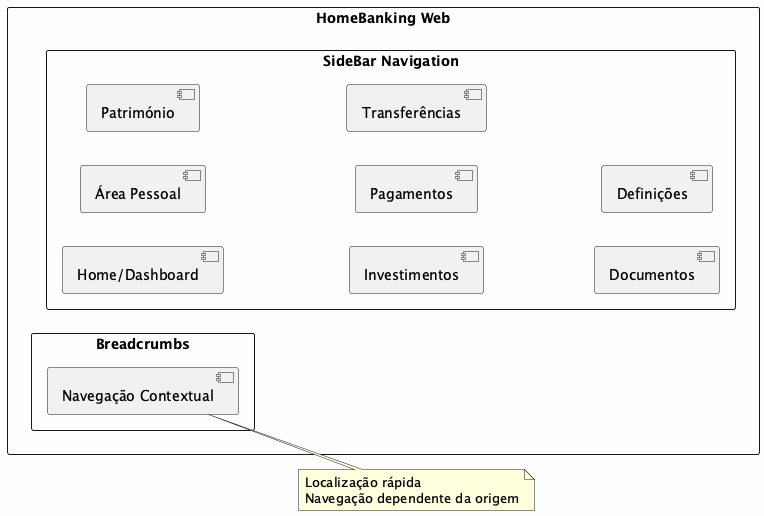 HomeBanking Web
SideBar Navigation
Património
Transferências
Área Pessoal
Pagamentos
Definições
Home/Dashboard
Investimentos
Documentos
Breadcrumbs
Navegação Contextual
Localização rápida
Navegação dependente da origem